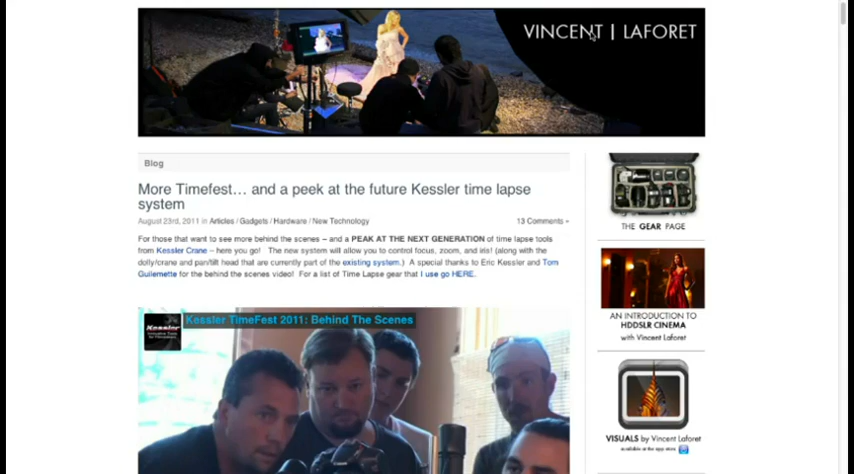 VINCENT | LAFORET
Blog
More Timefest... and a peek at the future Kessler time lapse
system
August 23rd, 2011 in Articles / Gadgets / Hardware / New Technology
13 Comments »
For those that want to see more behind the scenes – and a PEAK AT THE NEXT GENERATION of time lapse tools
from Kessler Crane – here you go! The new system will allow you to control focus, zoom, and iris! (along with the
dolly/crane and pan/tilt head that are currently part of the existing system.) A special thanks to Eric Kessler and Tom
Guilmette for the behind the scenes video! For a list of Time Lapse gear that I use go HERE.
Kessler
Kessler TimeFest 2011: Behind The Scenes
THE GEAR PAGE
AN INTRODUCTION TO
HDDSLR CINEMA
with Vincent Laforet
VISUALS by Vincent Laforet
available at the app store